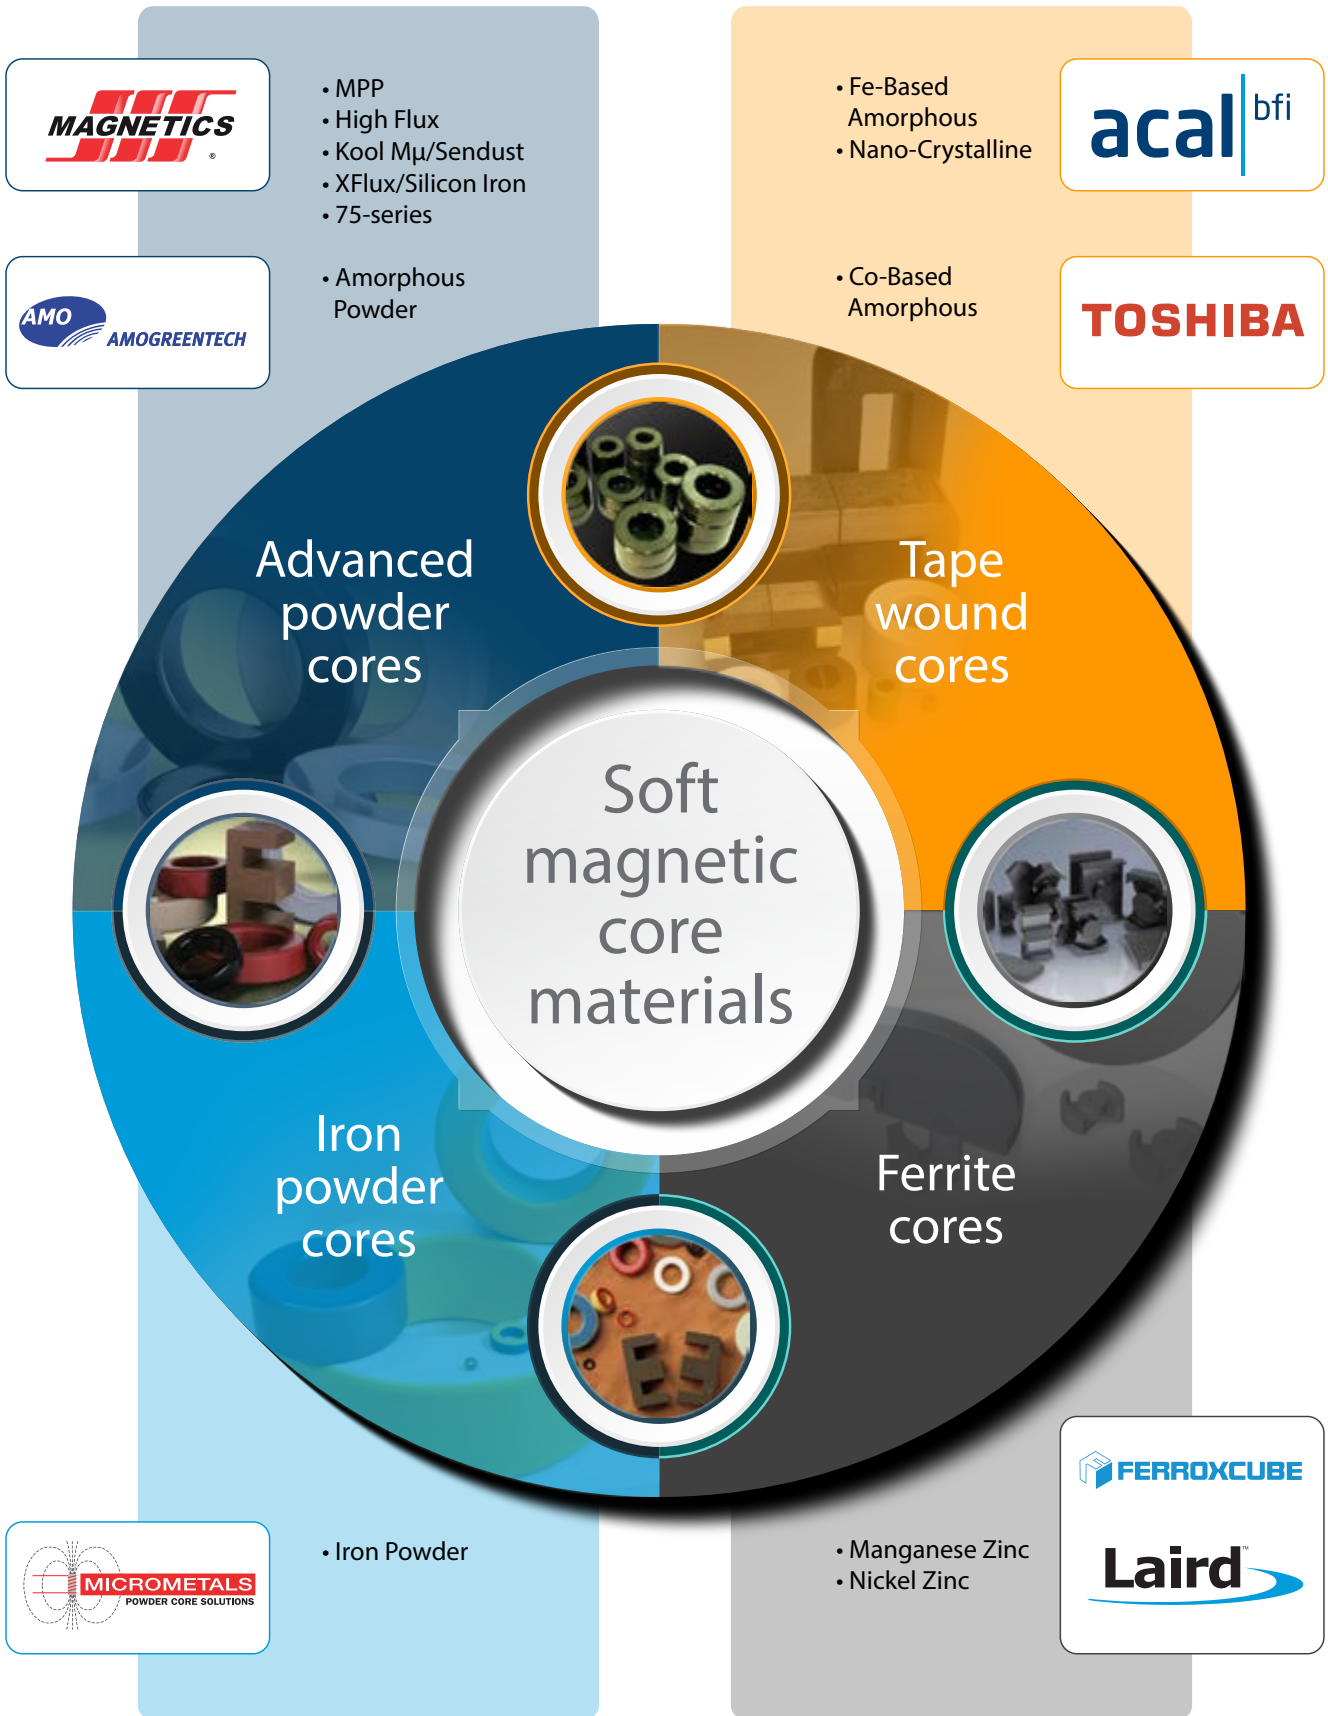 MAGNETICS
®
• MPP
• High Flux
• Kool Mµ/Sendust
• XFlux/Silicon Iron
• 75-series
AMO
AMOGREENTECH
• Amorphous
Powder
• Fe-Based
Amorphous
• Nano-Crystalline
acal bfi
• Co-Based
Amorphous
TOSHIBA
Advanced
powder
cores
Tape
wound
cores
Soft
magnetic
core
materials
Iron
powder
cores
Ferrite
cores
MICROMETALS
POWDER CORE SOLUTIONS
• Iron Powder
• Manganese Zinc
• Nickel Zinc
FERROXCUBE
Laird™